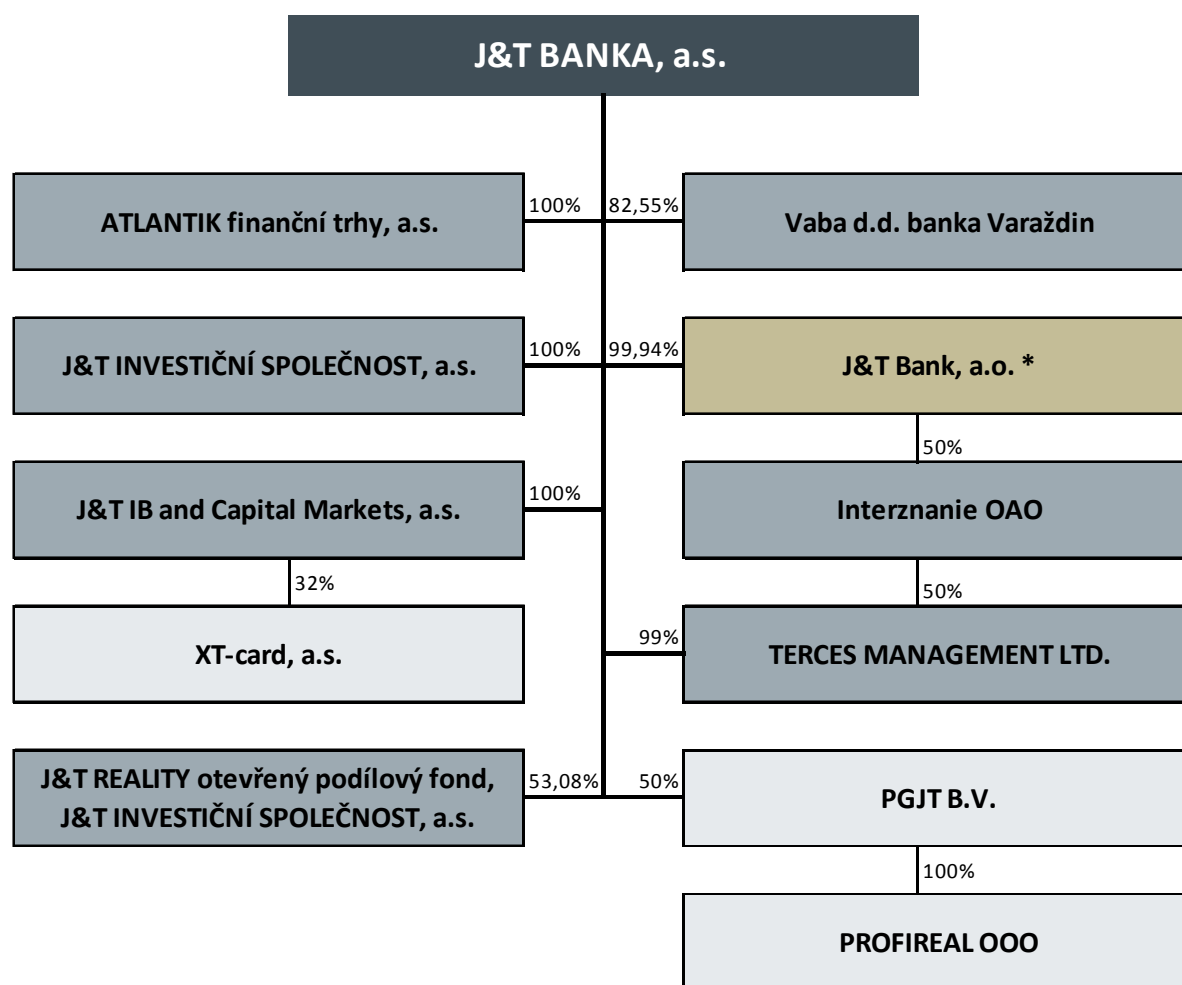 J&T BANKA, a.s.
ATLANTIK finanční trhy, a.s.
100%
82,55%
Vaba d.d. banka Varaždin
J&T INVESTIČNÍ SPOLEČNOST, a.s.
100%
99,94%
J&T Bank, a.o. *
50%
J&T IB and Capital Markets, a.s.
100%
Interznanie OAO
32%
50%
XT-card, a.s.
99%
TERCES MANAGEMENT LTD.
J&T REALITY otevřený podílový fond,
J&T INVESTIČNÍ SPOLEČNOST, a.s.
53,08%
50%
PGJT B.V.
100%
PROFIREAL OOO